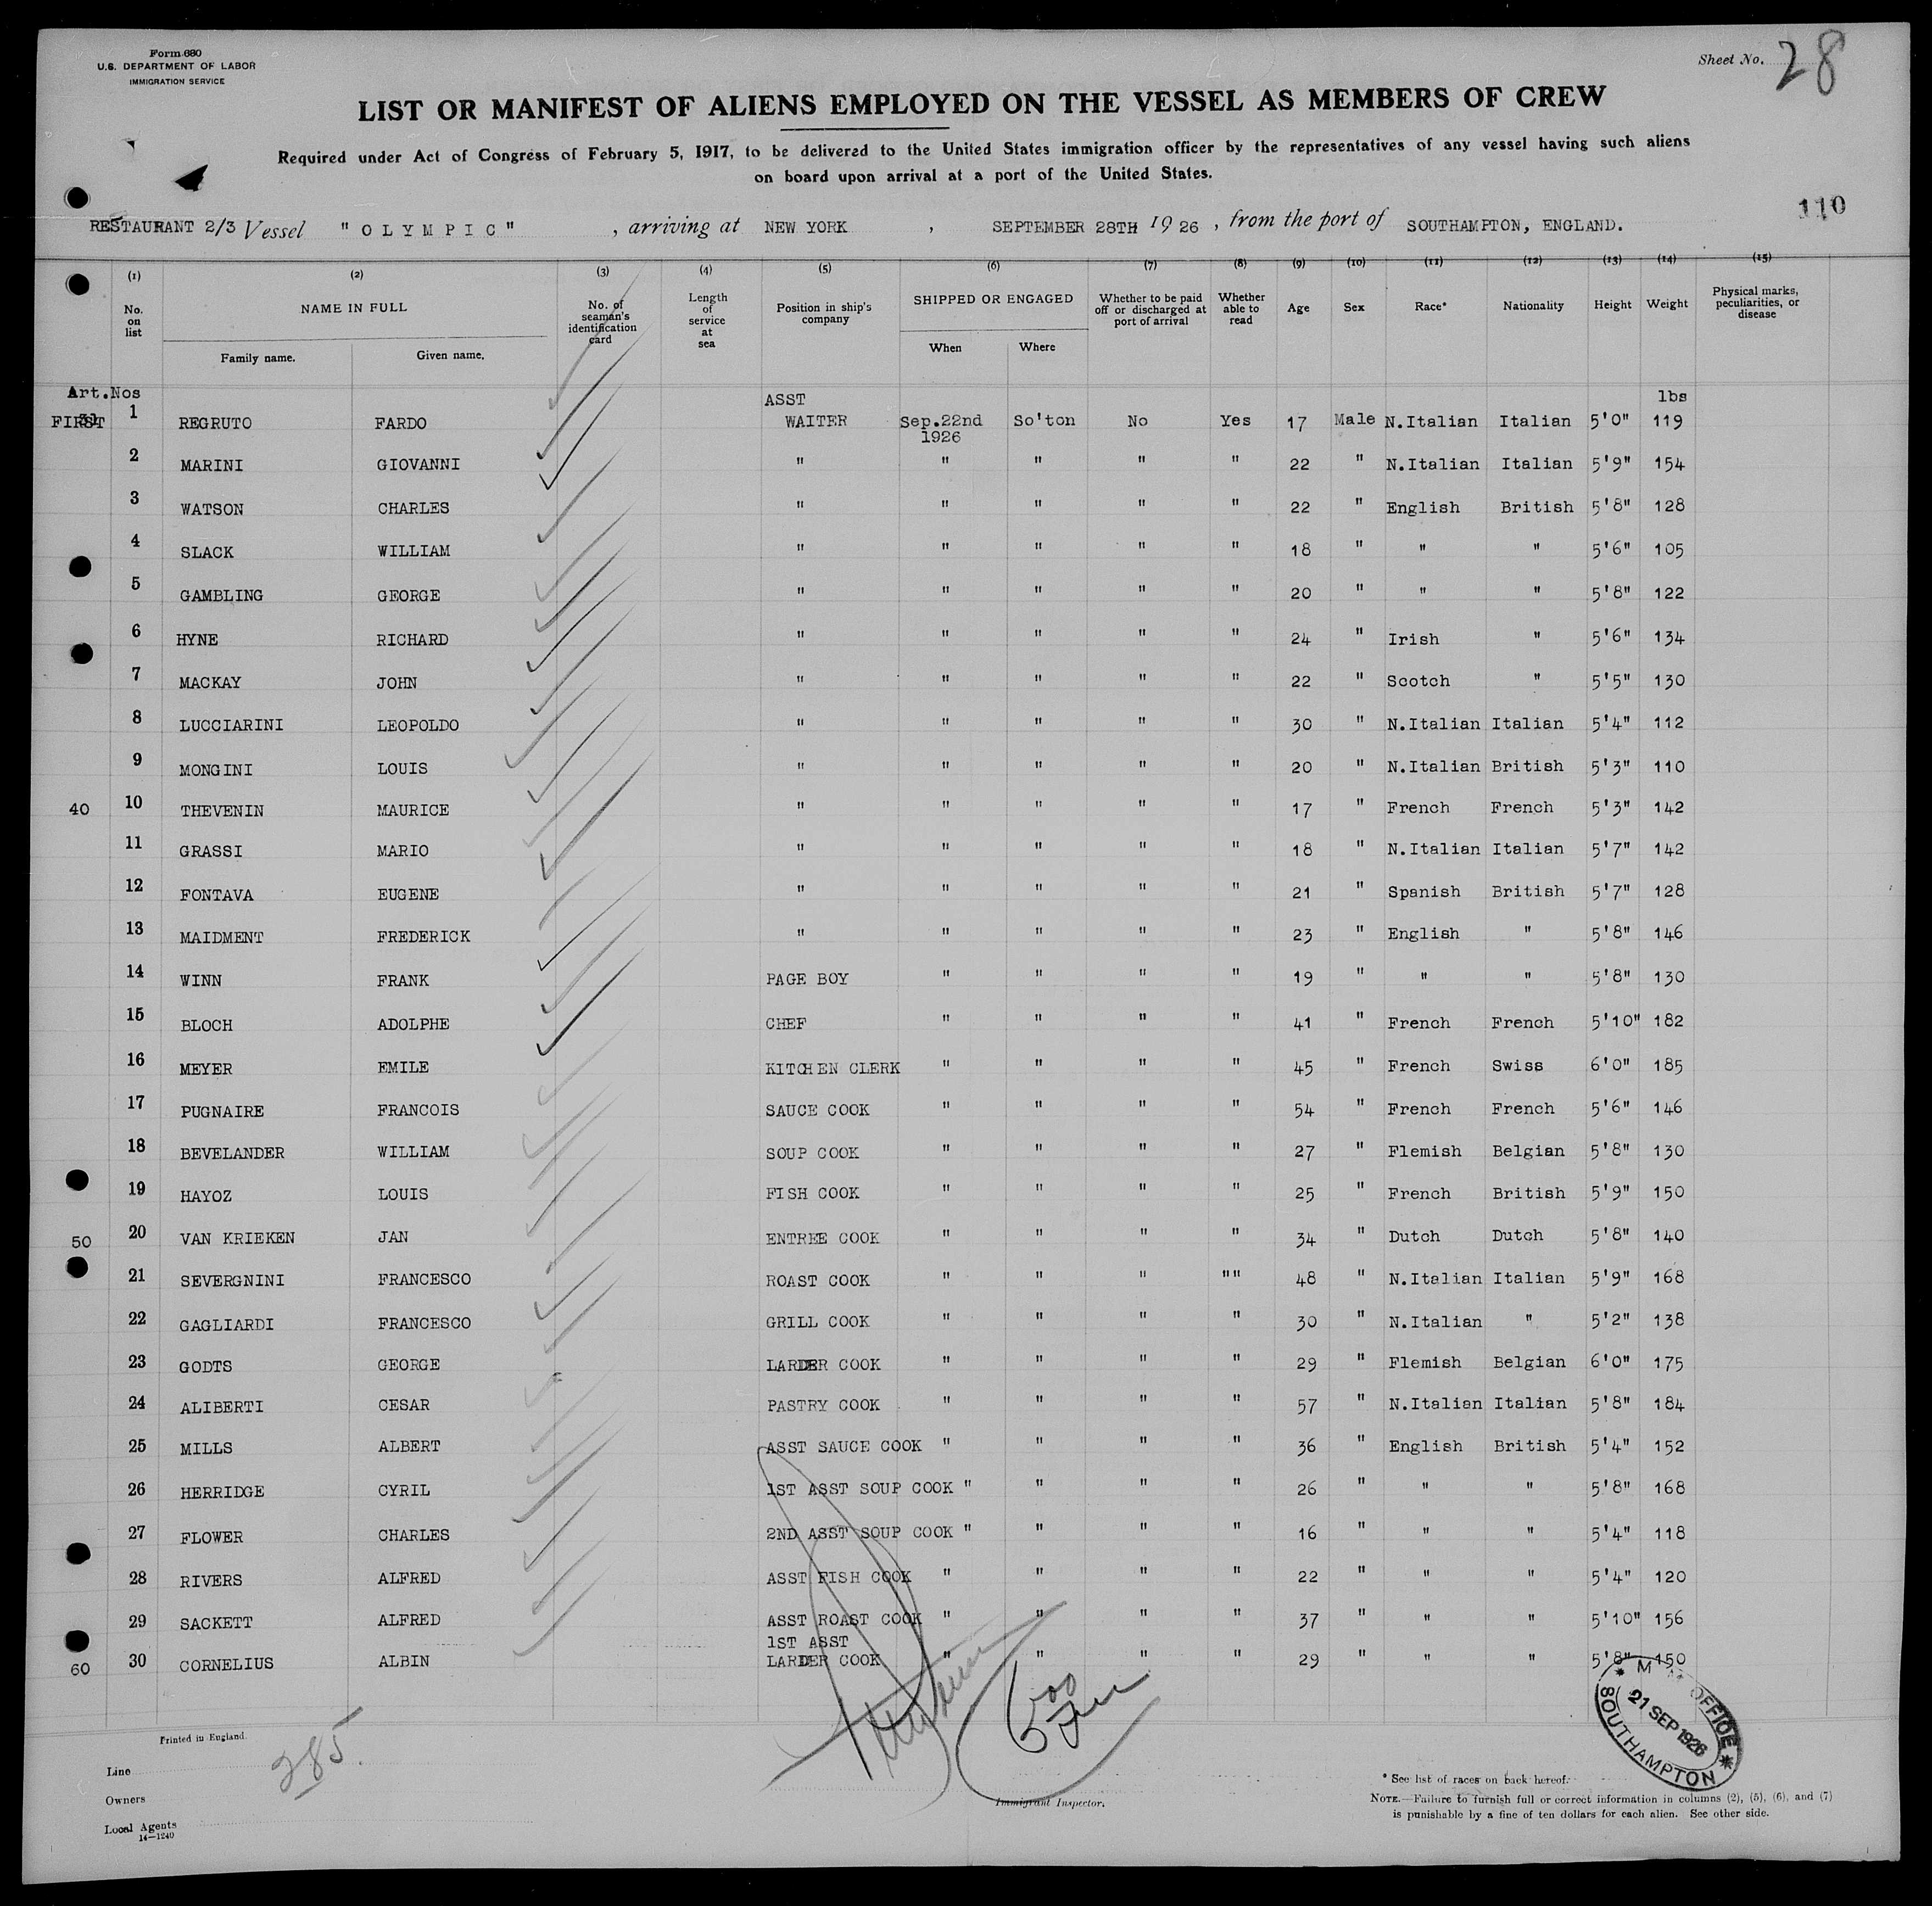 Form 680
U.S. DEPARTMENT OF LABOR
IMMIGRATION SERVICE
Sheet No. 28
LIST OR MANIFEST OF ALIENS EMPLOYED ON THE VESSEL AS MEMBERS OF CREW
Required under Act of Congress of February 5, 1917, to be delivered to the United States immigration officer by the representatives of any vessel having such aliens
on board upon arrival at a port of the United States.
110
RESTAURANT 2/3 Vessel "OLYMPIC", arriving at NEW YORK, SEPTEMBER 28TH 1926, from the port of SOUTHAMPTON, ENGLAND.
(1) (2) (3) (4) (5) (6) (7) (8) (9) (10) (11) (12) (13) (14) (15)
No. on list NAME IN FULL No. of seaman's identification card Length of service at sea Position in ship's company SHIPPED OR ENGAGED Whether to be paid off or discharged at port of arrival Whether able to read Age Sex Race* Nationality Height Weight Physical marks, peculiarities, or disease
Family name. Given name. When Where
Art.Nos ASST lbs
FIRST 1 REGRUTO FARDO WAITER Sep.22nd 1926 So'ton No Yes 17 Male N.Italian Italian 5'0" 119
2 MARINI GIOVANNI " " " " " 22 " N.Italian Italian 5'9" 154
3 WATSON CHARLES " " " " " 22 " English British 5'8" 128
4 SLACK WILLIAM " " " " " 18 " " " 5'6" 105
5 GAMBLING GEORGE " " " " " 20 " " " 5'8" 122
6 HYNE RICHARD " " " " " 24 " Irish " 5'6" 134
7 MACKAY JOHN " " " " " 22 " Scotch " 5'5" 130
8 LUCCIARINI LEOPOLDO " " " " " 30 " N.Italian Italian 5'4" 112
9 MONGINI LOUIS " " " " " 20 " N.Italian British 5'3" 110
40 10 THEVENIN MAURICE " " " " " 17 " French French 5'3" 142
11 GRASSI MARIO " " " " " 18 " N.Italian Italian 5'7" 142
12 FONTAVA EUGENE " " " " " 21 " Spanish British 5'7" 128
13 MAIDMENT FREDERICK " " " " " 23 " English " 5'8" 146
14 WINN FRANK PAGE BOY " " " " 19 " " " 5'8" 130
15 BLOCH ADOLPHE CHEF " " " " 41 " French French 5'10" 182
16 MEYER EMILE KITCHEN CLERK " " " " 45 " French Swiss 6'0" 185
17 PUGNAIRE FRANCOIS SAUCE COOK " " " " 54 " French French 5'6" 146
18 BEVELANDER WILLIAM SOUP COOK " " " " 27 " Flemish Belgian 5'8" 130
19 HAYOZ LOUIS FISH COOK " " " " 25 " French British 5'9" 150
50 20 VAN KRIEKEN JAN ENTREE COOK " " " " 34 " Dutch Dutch 5'8" 140
21 SEVERGNINI FRANCESCO ROAST COOK " " " "" 48 " N.Italian Italian 5'9" 168
22 GAGLIARDI FRANCESCO GRILL COOK " " " " 30 " N.Italian " 5'2" 138
23 GODTS GEORGE LARDER COOK " " " " 29 " Flemish Belgian 6'0" 175
24 ALIBERTI CESAR PASTRY COOK " " " " 57 " N.Italian Italian 5'8" 184
25 MILLS ALBERT ASST SAUCE COOK " " " " 36 " English British 5'4" 152
26 HERRIDGE CYRIL 1ST ASST SOUP COOK " " " " 26 " " " 5'8" 168
27 FLOWER CHARLES 2ND ASST SOUP COOK " " " " 16 " " " 5'4" 118
28 RIVERS ALFRED ASST FISH COOK " " " " 22 " " " 5'4" 120
29 SACKETT ALFRED ASST ROAST COOK " " " " 37 " " " 5'10" 156
60 30 CORNELIUS ALBIN 1ST ASST LARDER COOK " " " " 29 " " " 5'8" 150
OFFICE 21 SEP 1926 SOUTHAMPTON
Printed in England.
285
Line
Owners
Local Agents
14—1240
Immigrant Inspector.
* See list of races on back hereof.
NOTE.—Failure to furnish full or correct information in columns (2), (5), (6), and (7)
is punishable by a fine of ten dollars for each alien. See other side.